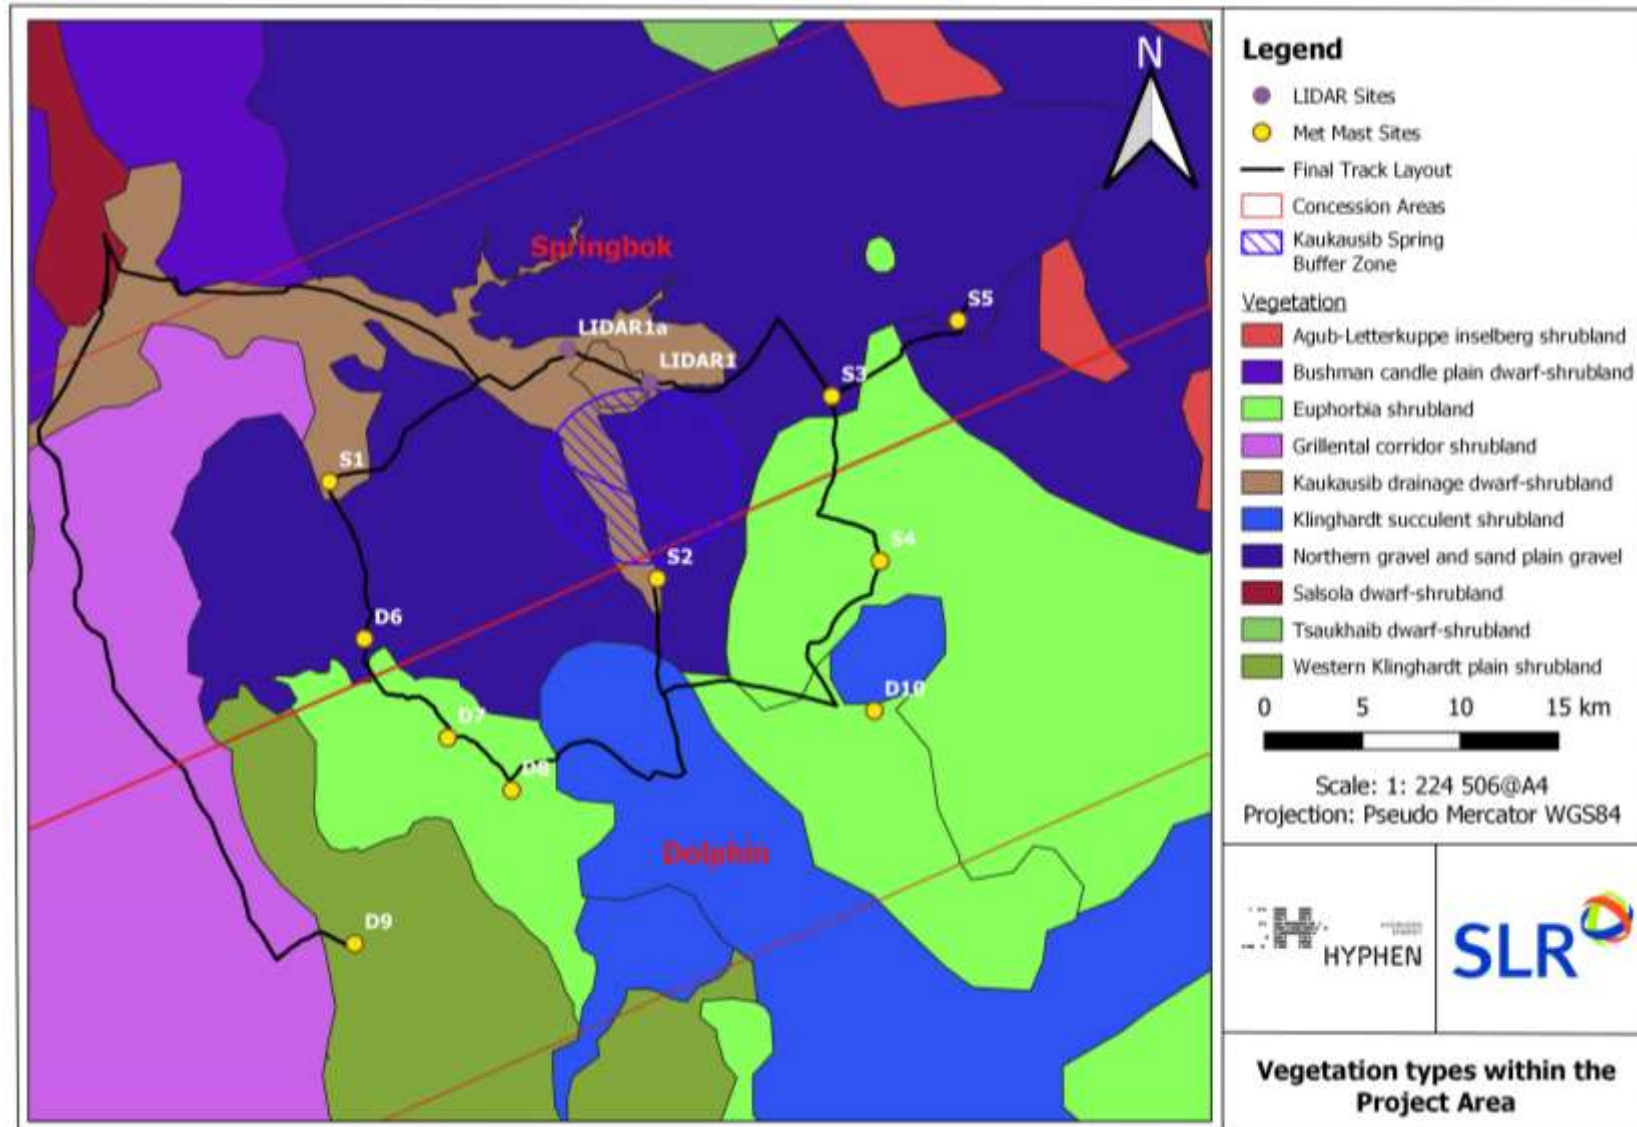 N
Springbok
LIDAR1a
LIDAR1
S5
S3
S1
S2
S4
D6
D7
D8
D10
Dolphin
D9
Legend
LIDAR Sites
Met Mast Sites
Final Track Layout
Concession Areas
Kaukausib Spring
Buffer Zone
Vegetation
Agub-Letterkuppe inselberg shrubland
Bushman candle plain dwarf-shrubland
Euphorbia shrubland
Grillental corridor shrubland
Kaukausib drainage dwarf-shrubland
Klinghardt succulent shrubland
Northern gravel and sand plain gravel
Salsola dwarf-shrubland
Tsaukhaib dwarf-shrubland
Western Klinghardt plain shrubland
0 5 10 15 km
Scale: 1: 224 506@A4
Projection: Pseudo Mercator WGS84
H
HYPHEN
SLR
Vegetation types within the
Project Area